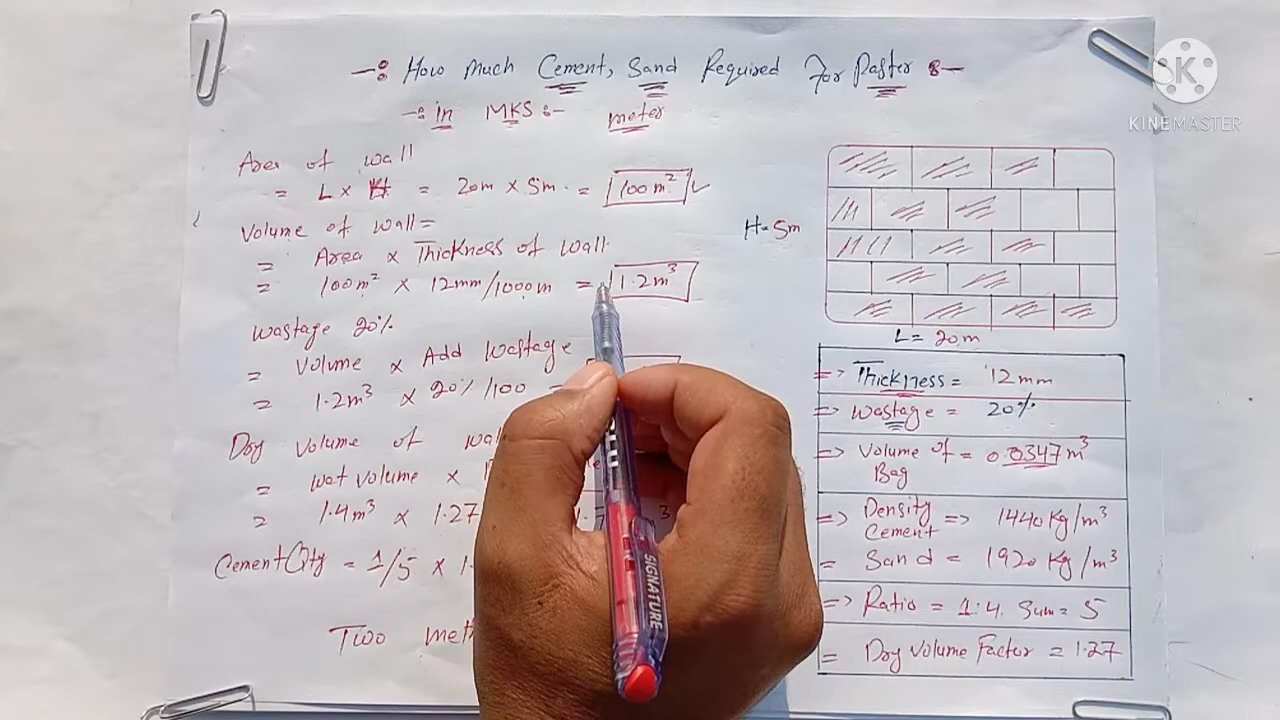 -: How Much Cement, Sand Required For Paster :-
-: in MKS :- meter
Area of wall
= L x H = 20m x 5m = 100m²
Volume of wall =
= Area x Thickness of wall
= 100m² x 12mm/1000m = 1.2m³
Wastage 20%
= Volume x Add Wastage
= 1.2m³ x 20%/100 =
Dry Volume of wal
= wet volume x
= 1.4m³ x 1.27
Cement Qty = 1/5 x 1.
Two met
H = 5m
L = 20m
=> Thickness = 12mm
=> Wastage = 20%
=> Volume of Bag = 0.0347m³
=> Density Cement => 1440 Kg/m³
= Sand = 1920 Kg/m³
=> Ratio = 1:4. Sum = 5
= Dry Volume Factor = 1.27
SIGNATURE
K
KINEMASTER